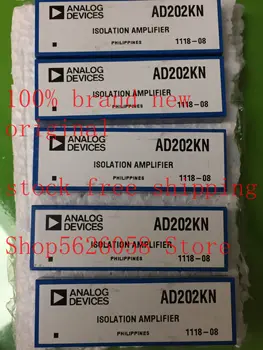 ANALOG
DEVICES
AD202KN
ISOLATION AMPLIFIER
PHILIPPINES
1118-08
ANALOG
DEVICES
AD202KN
ISOLATION AMPLIFIER
PHILIPPINES
1118-08
ANALOG
DEVICES
AD202KN
ISOLATION AMPLIFIER
PHILIPPINES
1118-08
ANALOG
DEVICES
AD202KN
ISOLATION AMPLIFIER
PHILIPPINES
1118-08
ANALOG
DEVICES
AD202KN
ISOLATION AMPLIFIER
PHILIPPINES
1118-08
100% brand new
original
stock free shipping
Shop5620058 Store